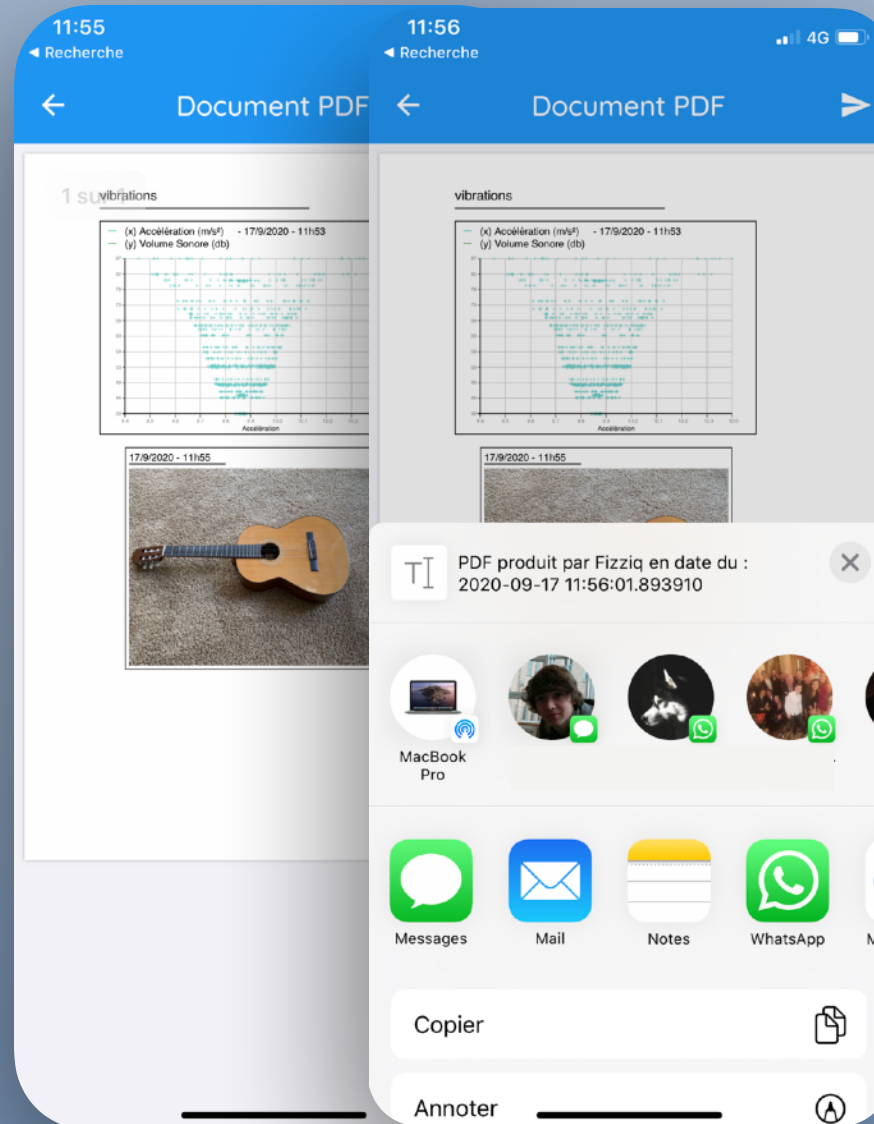 11:55
◀ Recherche
Document PDF
1 sur 1
vibrations
(x) Accélération (m/s²) - 17/9/2020 - 11h53
(y) Volume Sonore (db)
Accélération
17/9/2020 - 11h55
11:56
4G
◀ Recherche
Document PDF
vibrations
(x) Accélération (m/s²) - 17/9/2020 - 11h53
(y) Volume Sonore (db)
Accélération
17/9/2020 - 11h55
PDF produit par Fizziq en date du :
2020-09-17 11:56:01.893910
MacBook
Pro
Messages
Mail
Notes
WhatsApp
Copier
Annoter